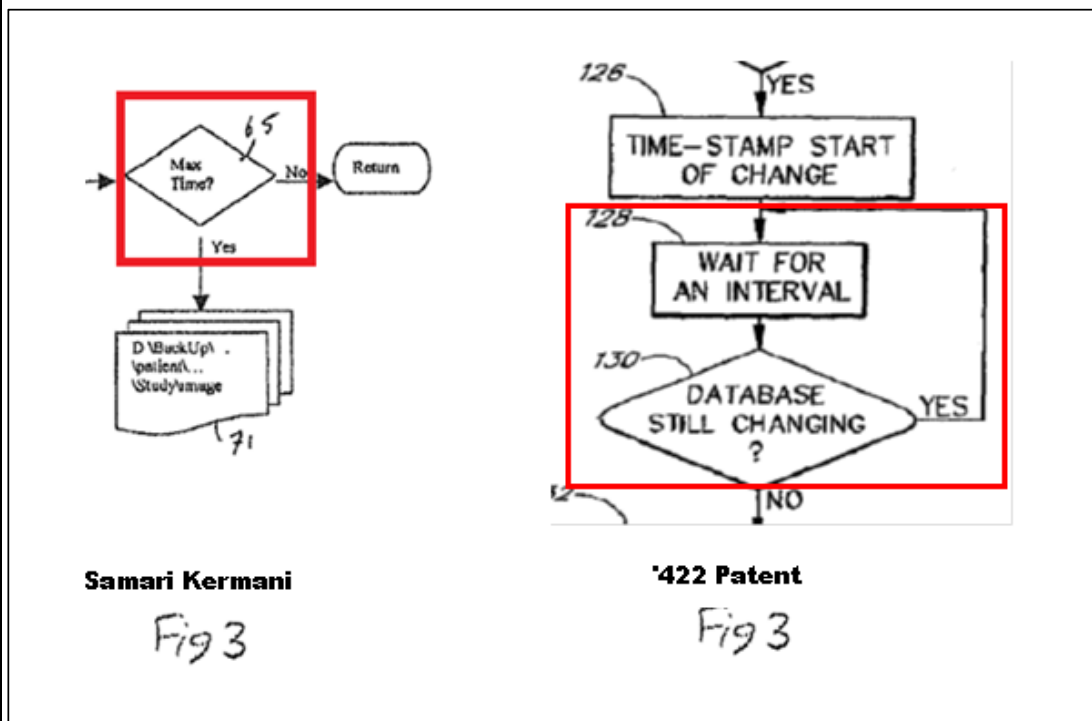 65
Max
Time?
No
Return
Yes
D \BackUp\ . .
\patient\...
\Study\image
71
Samari Kermani
Fig 3
126
YES
TIME–STAMP START
OF CHANGE
128
WAIT FOR
AN INTERVAL
130
DATABASE
STILL CHANGING
?
YES
NO
'422 Patent
Fig 3